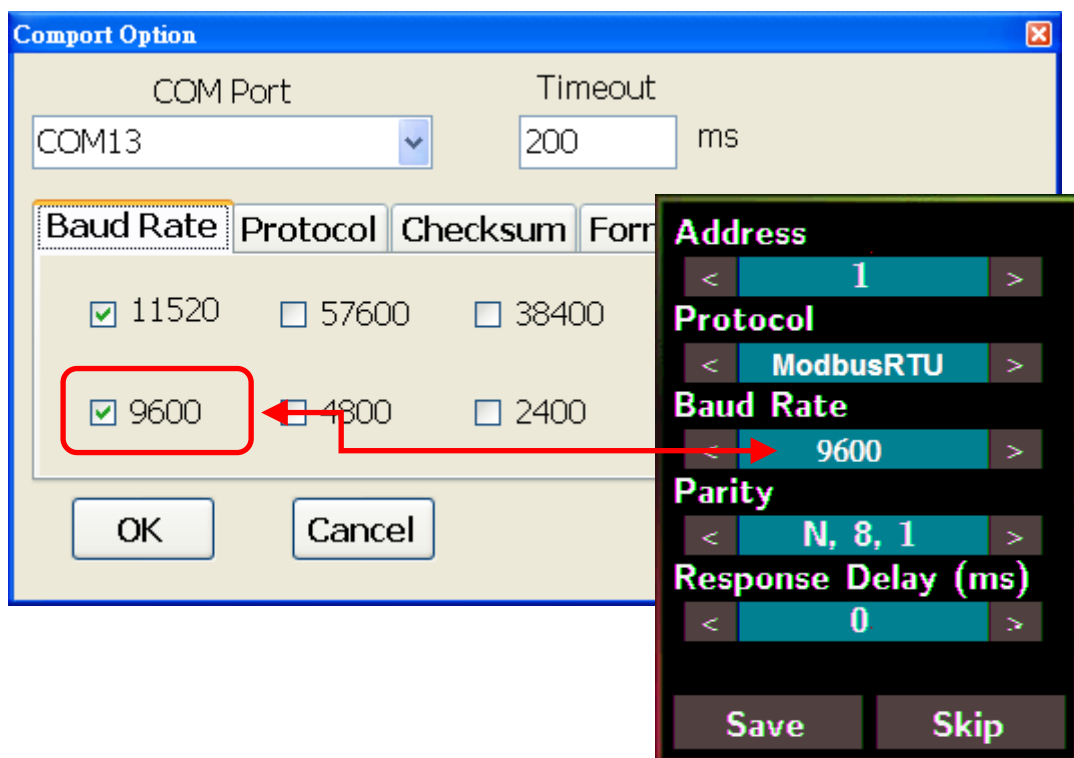 Comport Option
COM Port Timeout
COM13 200 ms
Baud Rate Protocol Checksum
11520 57600 38400
9600 4800 2400
OK Cancel
Address
< 1 >
Protocol
< ModbusRTU >
Baud Rate
< 9600 >
Parity
< N, 8, 1 >
Response Delay (ms)
< 0 >
Save Skip